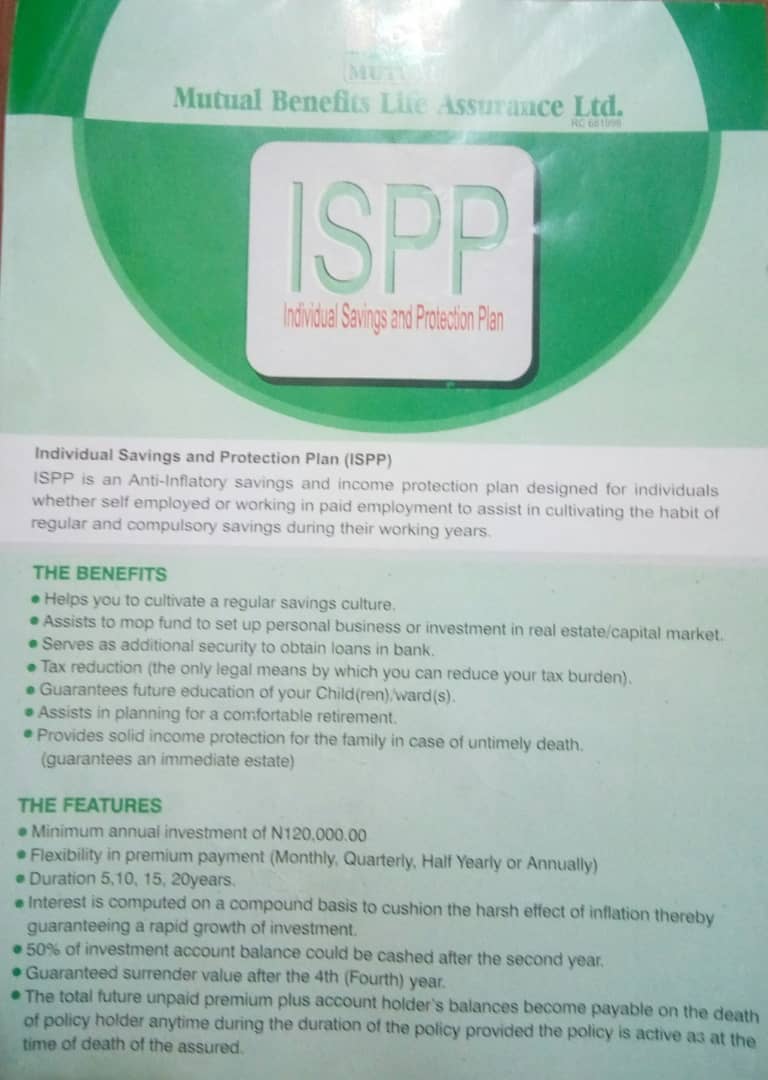 MUTUAL
Mutual Benefits Life Assurance Ltd.
RC 681998
ISPP
Individual Savings and Protection Plan
Individual Savings and Protection Plan (ISPP)
ISPP is an Anti-Inflatory savings and income protection plan designed for individuals
whether self employed or working in paid employment to assist in cultivating the habit of
regular and compulsory savings during their working years.
THE BENEFITS
• Helps you to cultivate a regular savings culture.
• Assists to mop fund to set up personal business or investment in real estate/capital market.
• Serves as additional security to obtain loans in bank.
• Tax reduction (the only legal means by which you can reduce your tax burden).
• Guarantees future education of your Child(ren)/ward(s).
• Assists in planning for a comfortable retirement.
• Provides solid income protection for the family in case of untimely death.
(guarantees an immediate estate)
THE FEATURES
• Minimum annual investment of N120,000.00
• Flexibility in premium payment (Monthly, Quarterly, Half Yearly or Annually)
• Duration 5,10, 15, 20years.
• Interest is computed on a compound basis to cushion the harsh effect of inflation thereby
guaranteeing a rapid growth of investment.
• 50% of investment account balance could be cashed after the second year.
• Guaranteed surrender value after the 4th (Fourth) year.
• The total future unpaid premium plus account holder's balances become payable on the death
of policy holder anytime during the duration of the policy provided the policy is active as at the
time of death of the assured.